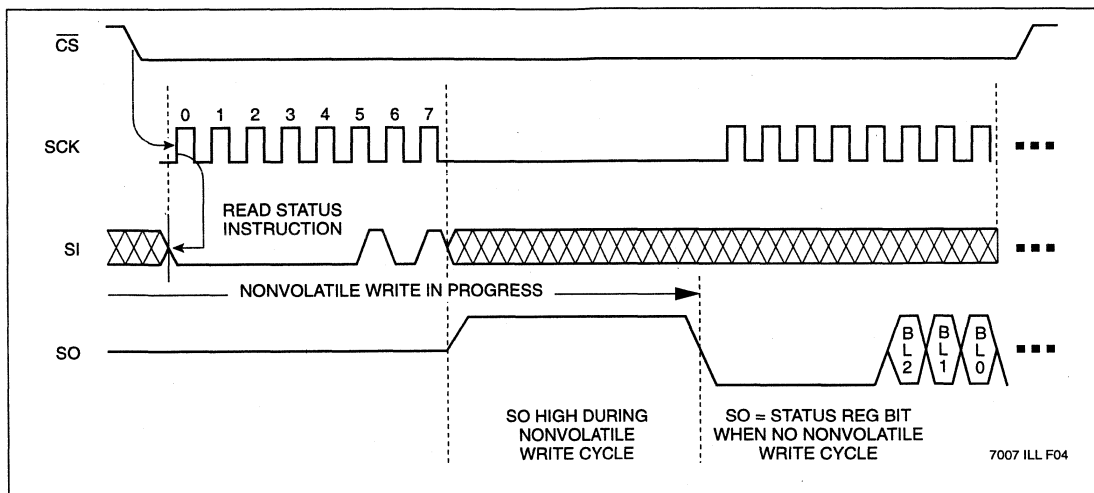 CS
0 1 2 3 4 5 6 7
SCK
READ STATUS
INSTRUCTION
SI
NONVOLATILE WRITE IN PROGRESS
SO
BL2 BL1 BL0
SO HIGH DURING
NONVOLATILE
WRITE CYCLE
SO = STATUS REG BIT
WHEN NO NONVOLATILE
WRITE CYCLE
7007 ILL F04